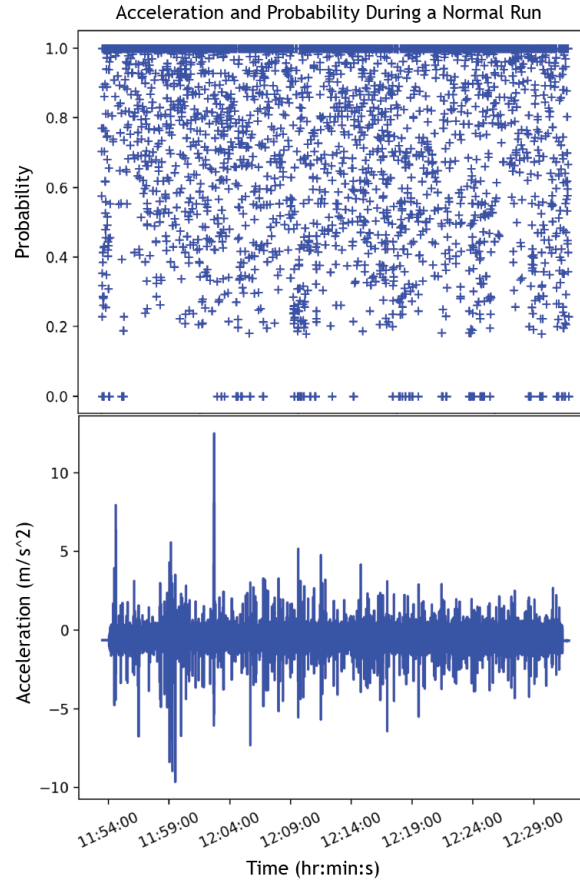 Acceleration and Probability During a Normal Run
1.0
0.8
0.6
0.4
0.2
0.0
Probability
10
5
0
−5
−10
Acceleration (m/s^2)
11:54:00 11:59:00 12:04:00 12:09:00 12:14:00 12:19:00 12:24:00 12:29:00
Time (hr:min:s)